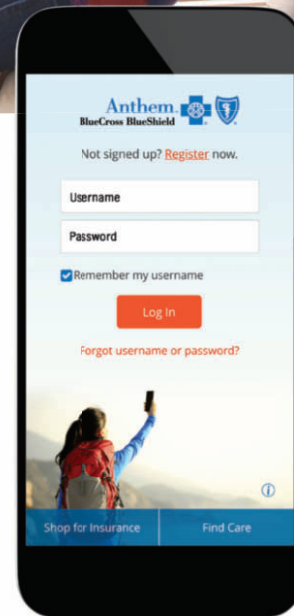 Anthem
BlueCross BlueShield
Not signed up? Register now.
Username
Password
Remember my username
Log In
Forgot username or password?
i
Shop for Insurance
Find Care